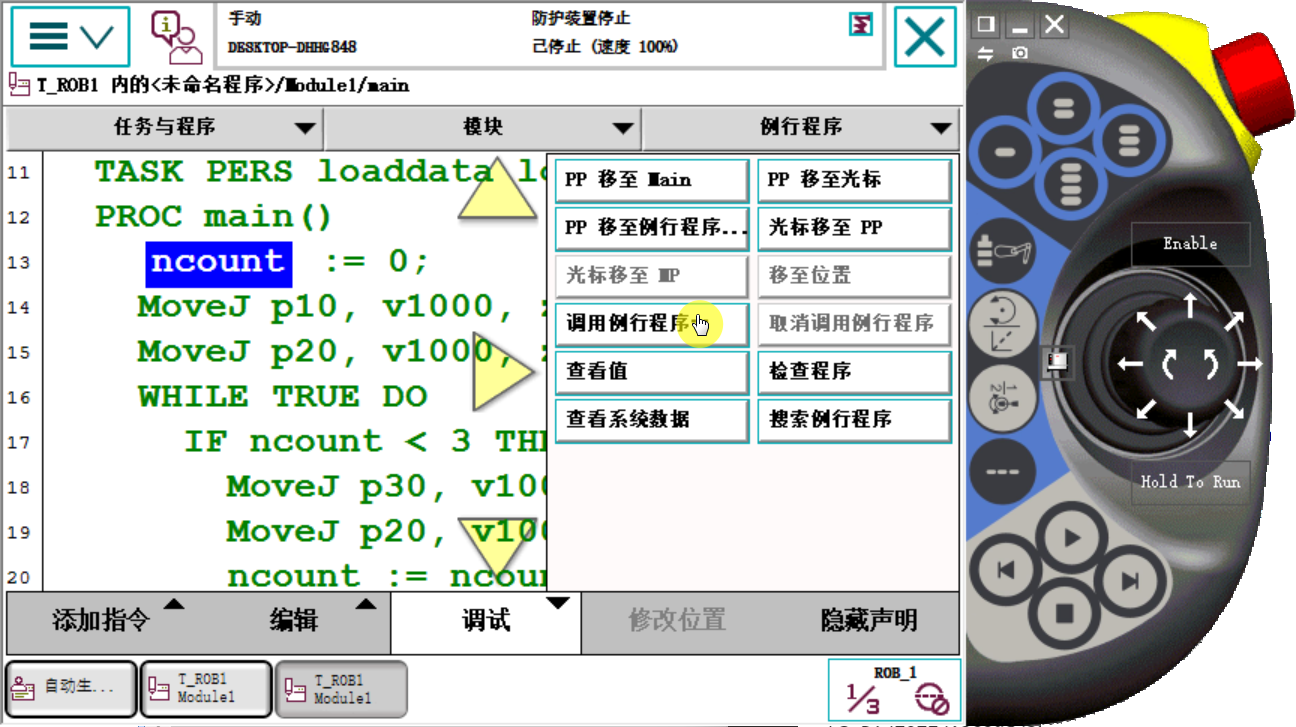 手动
防护装置停止
DESKTOP-DHHG848
己停止 (速度 100%)
T_ROB1 内的<未命名程序>/Module1/main
任务与程序
模块
例行程序
11 TASK PERS loaddata
12 PROC main()
13 ncount := 0;
14 MoveJ p10, v1000,
15 MoveJ p20, v1000,
16 WHILE TRUE DO
17 IF ncount < 3
18 MoveJ p30,
19 MoveJ p20,
20 ncount :=
PP 移至 Main
PP 移至光标
PP 移至例行程序...
光标移至 PP
光标移至 MP
移至位置
调用例行程序
取消调用例行程序
查看值
检查程序
查看系统数据
搜索例行程序
添加指令
编辑
调试
修改位置
隐藏声明
自动生...
T_ROB1
Module1
T_ROB1
Module1
ROB_1
1/3
Enable
Hold To Run